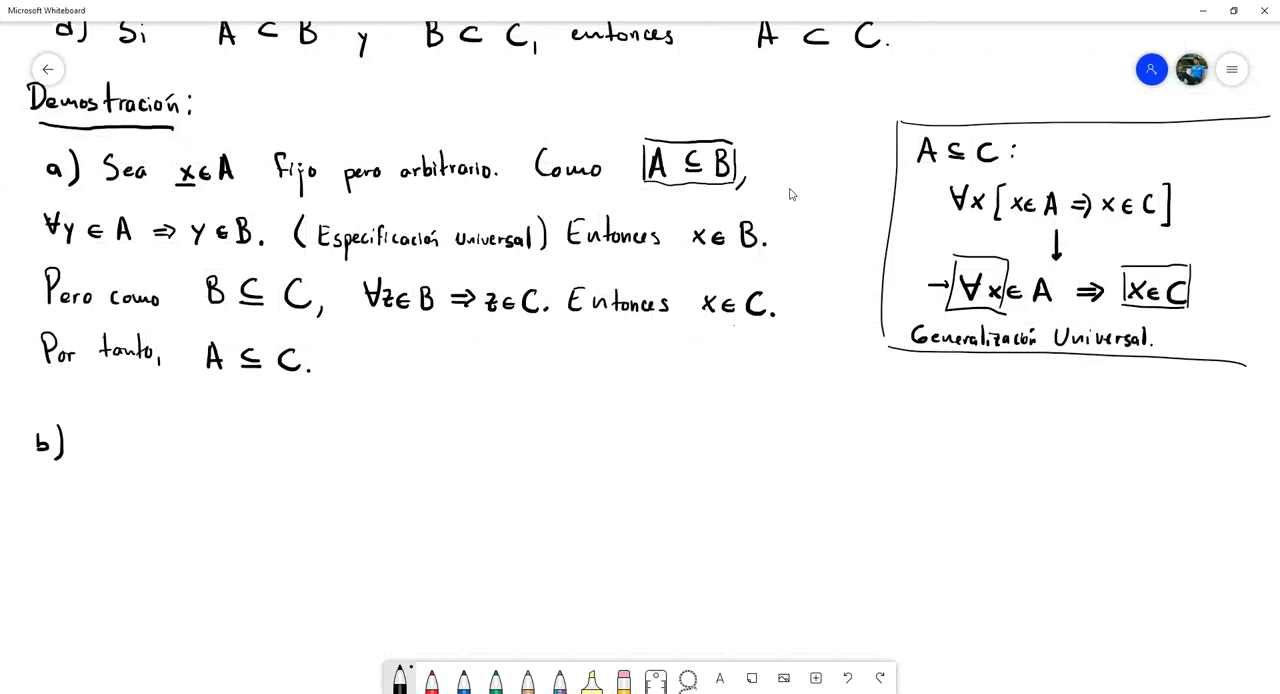 Microsoft Whiteboard
d) Si A ⊂ B y B ⊂ C, entonces A ⊂ C.
Demostración:
a) Sea x ∈ A fijo pero arbitrario. Como A ⊆ B,
∀y ∈ A ⇒ y ∈ B. (Especificación Universal) Entonces x ∈ B.
Pero como B ⊆ C, ∀z ∈ B ⇒ z ∈ C. Entonces x ∈ C.
Por tanto, A ⊆ C.
b)
A ⊆ C:
∀x [x ∈ A ⇒ x ∈ C]
↓
→ ∀x ∈ A ⇒ x ∈ C
Generalización Universal.
A